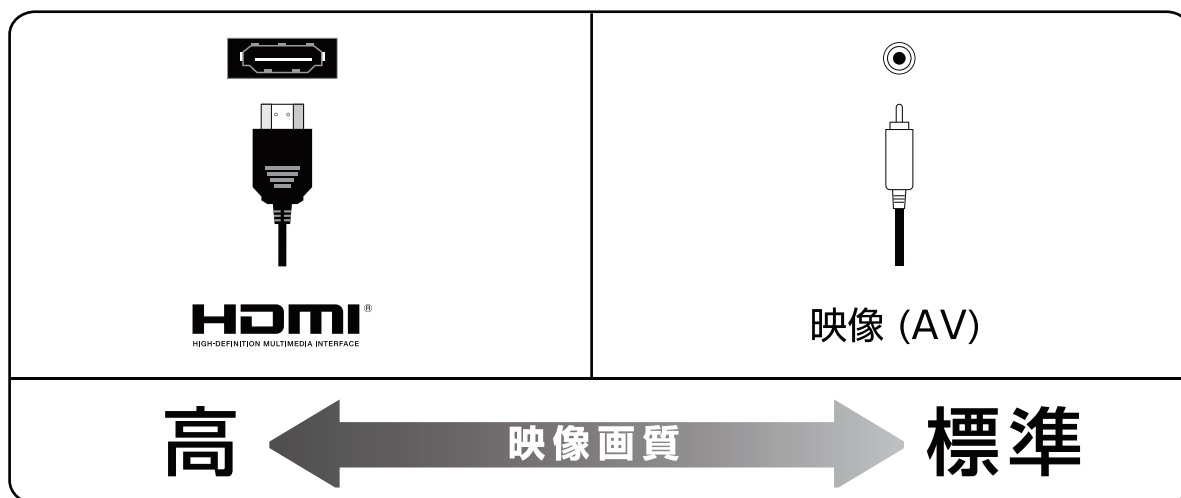 HDMI®
HIGH-DEFINITION MULTIMEDIA INTERFACE
映像 (AV)
高 映像画質 標準